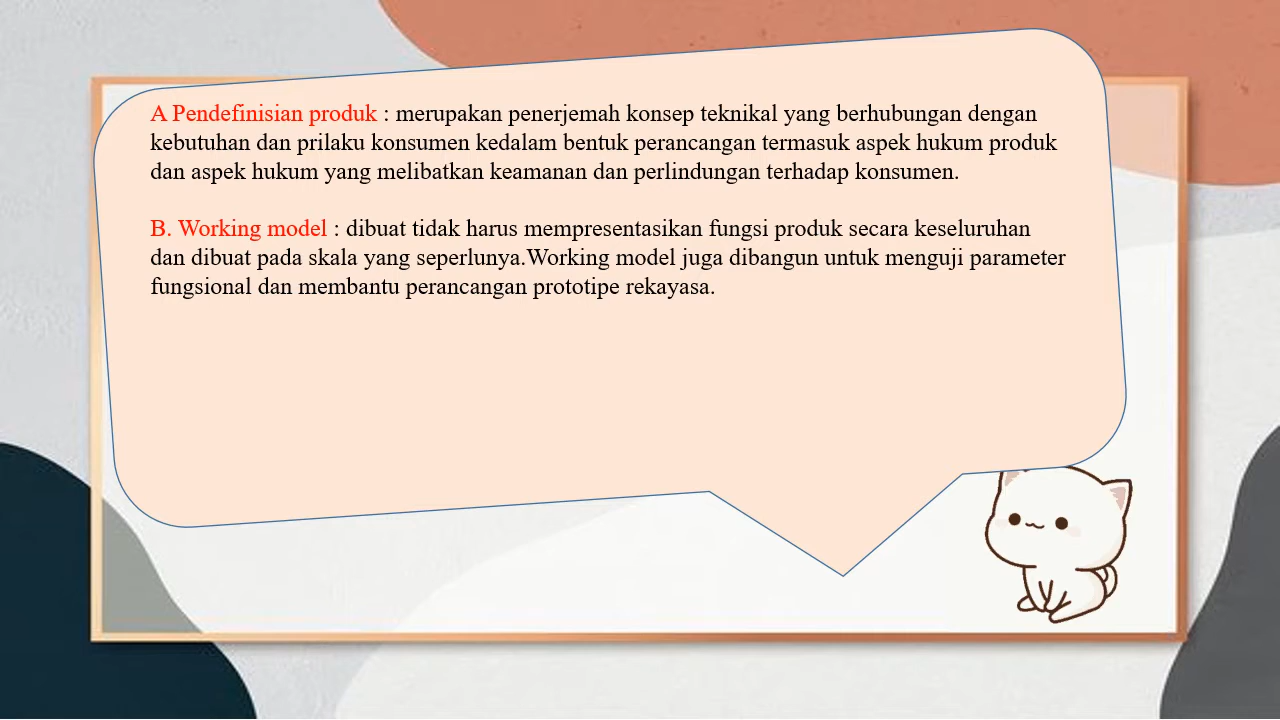 A Pendefinisian produk : merupakan penerjemah konsep teknikal yang berhubungan dengan
kebutuhan dan prilaku konsumen kedalam bentuk perancangan termasuk aspek hukum produk
dan aspek hukum yang melibatkan keamanan dan perlindungan terhadap konsumen.
B. Working model : dibuat tidak harus mempresentasikan fungsi produk secara keseluruhan
dan dibuat pada skala yang seperlunya.Working model juga dibangun untuk menguji parameter
fungsional dan membantu perancangan prototipe rekayasa.